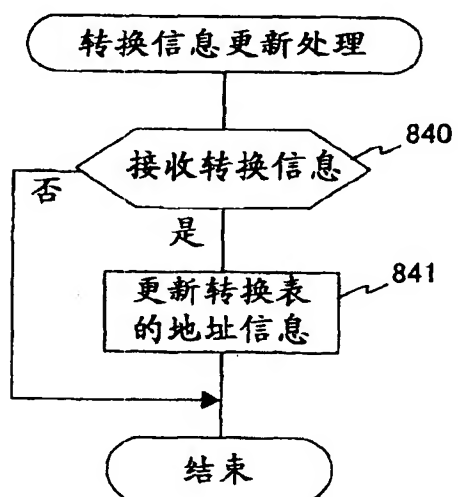 转换信息更新处理
接收转换信息
840
否
是
更新转换表
的地址信息
841
结束